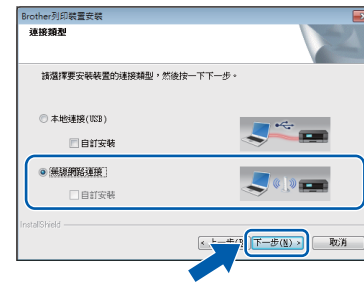 Brother列印裝置安裝
連接類型
請選擇要安裝裝置的連接類型，然後按一下下一步。
本地連接(USB)
自訂安裝
無線網路連接
自訂安裝
InstallShield
下一步(N) >
取消